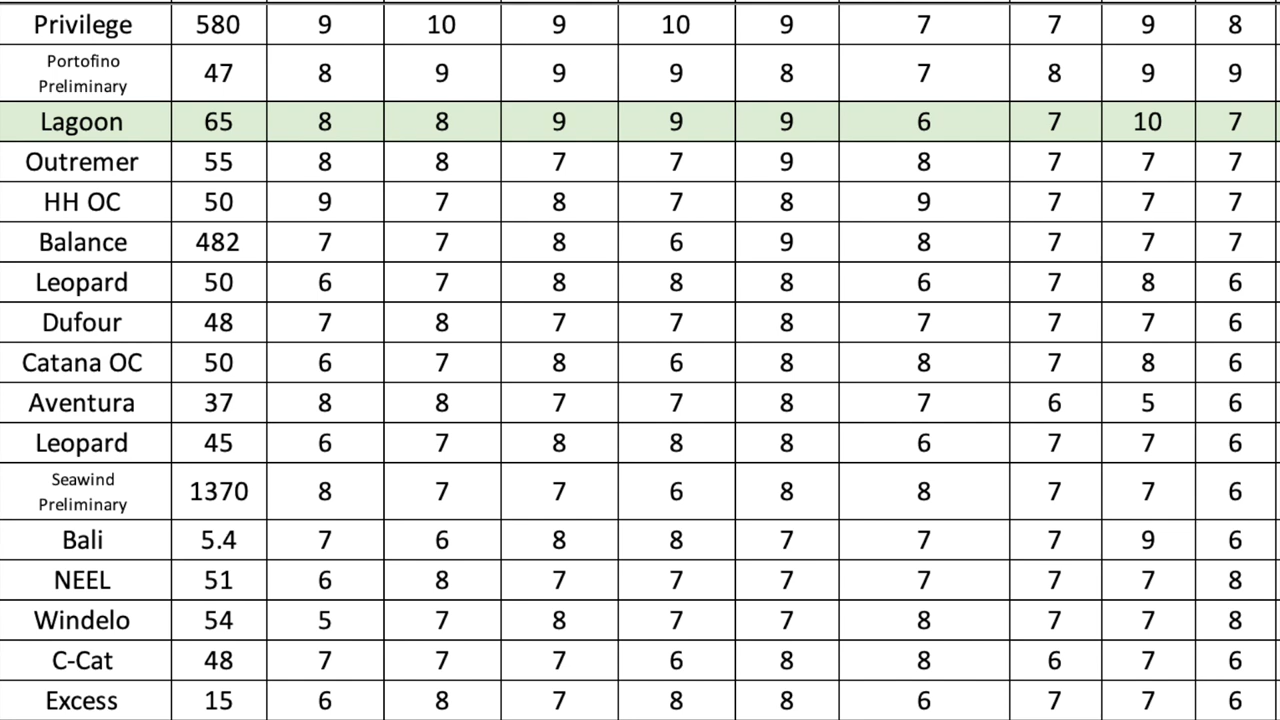 Privilege 580 9 10 9 10 9 7 7 9 8
Portofino
Preliminary 47 8 9 9 9 8 7 8 9 9
Lagoon 65 8 8 9 9 9 6 7 10 7
Outremer 55 8 8 7 7 9 8 7 7 7
HH OC 50 9 7 8 7 8 9 7 7 7
Balance 482 7 7 8 6 9 8 7 7 7
Leopard 50 6 7 8 8 8 6 7 8 6
Dufour 48 7 8 7 7 8 7 7 7 6
Catana OC 50 6 7 8 6 8 8 7 8 6
Aventura 37 8 8 7 7 8 7 6 5 6
Leopard 45 6 7 8 8 8 6 7 7 6
Seawind
Preliminary 1370 8 7 7 6 8 8 7 7 6
Bali 5.4 7 6 8 8 7 7 7 9 6
NEEL 51 6 8 7 7 7 7 7 7 8
Windelo 54 5 7 8 7 7 8 7 7 8
C-Cat 48 7 7 7 6 8 8 6 7 6
Excess 15 6 8 7 8 8 6 7 7 6